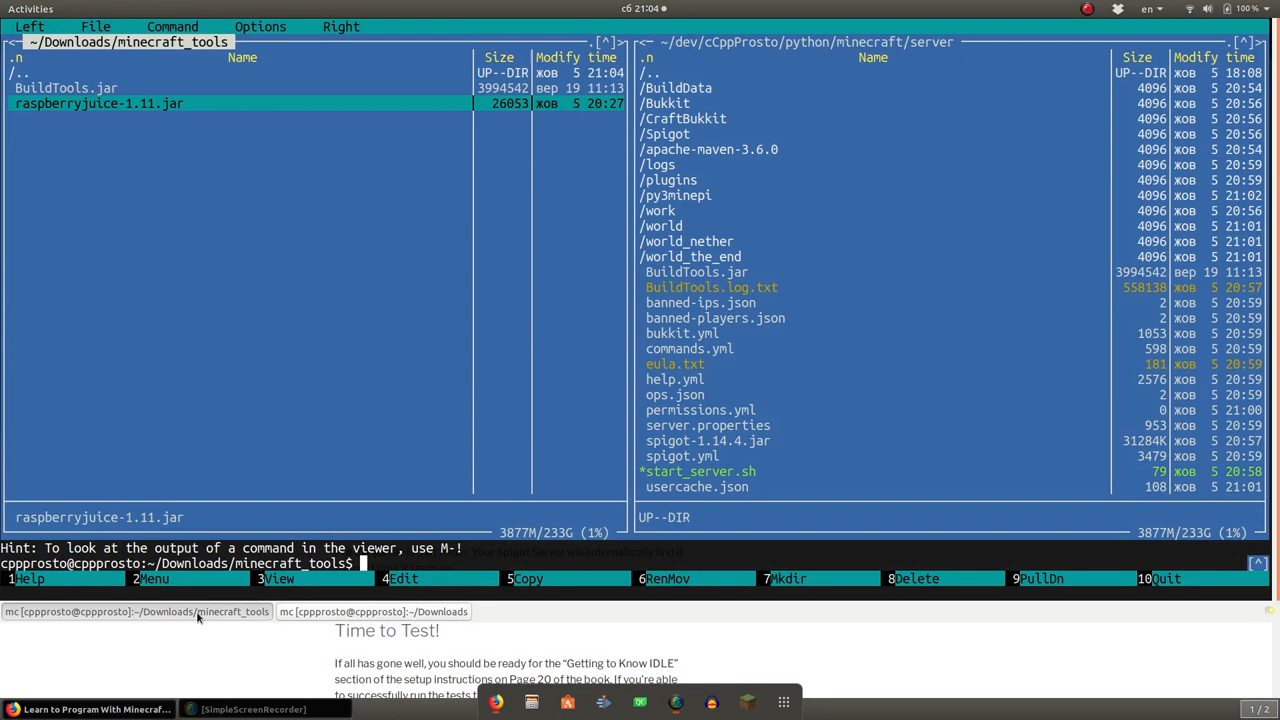 Activities
сб 21:04
en
100 %
Left File Command Options Right
<─ ~/Downloads/minecraft_tools .[^]>
.n Name Size Modify time
/.. UP--DIR жов 5 21:04
BuildTools.jar 3994542 вер 19 11:13
raspberryjuice-1.11.jar 26053 жов 5 20:27
raspberryjuice-1.11.jar
3877M/233G (1%)
<─ ~/dev/cCppProsto/python/minecraft/server .[^]>
.n Name Size Modify time
/.. UP--DIR жов 5 18:08
/BuildData 4096 жов 5 20:54
/Bukkit 4096 жов 5 20:56
/CraftBukkit 4096 жов 5 20:56
/Spigot 4096 жов 5 20:56
/apache-maven-3.6.0 4096 жов 5 20:54
/logs 4096 жов 5 20:59
/plugins 4096 жов 5 20:59
/py3minepi 4096 жов 5 21:02
/work 4096 жов 5 20:56
/world 4096 жов 5 21:01
/world_nether 4096 жов 5 21:01
/world_the_end 4096 жов 5 21:01
BuildTools.jar 3994542 вер 19 11:13
BuildTools.log.txt 558138 жов 5 20:57
banned-ips.json 2 жов 5 20:59
banned-players.json 2 жов 5 20:59
bukkit.yml 1053 жов 5 20:59
commands.yml 598 жов 5 20:59
eula.txt 181 жов 5 20:59
help.yml 2576 жов 5 20:59
ops.json 2 жов 5 20:59
permissions.yml 0 жов 5 21:00
server.properties 953 жов 5 20:59
spigot-1.14.4.jar 31284K жов 5 20:57
spigot.yml 3479 жов 5 20:59
*start_server.sh 79 жов 5 20:58
usercache.json 108 жов 5 21:01
UP--DIR
3877M/233G (1%)
Hint: To look at the output of a command in the viewer, use M-!
Your Spigot Server will automatically find it
cppprosto@cppprosto:~/Downloads/minecraft_tools$ [^]
1Help 2Menu 3View 4Edit 5Copy 6RenMov 7Mkdir 8Delete 9PullDn 10Quit
mc [cppprosto@cppprosto]:~/Downloads/minecraft_tools
mc [cppprosto@cppprosto]:~/Downloads
Time to Test!
If all has gone well, you should be ready for the “Getting to Know IDLE”
section of the setup instructions on Page 20 of the book. If you’re able
to successfully run the tests t
Learn to Program With Minecraf…
[SimpleScreenRecorder]
1 / 2